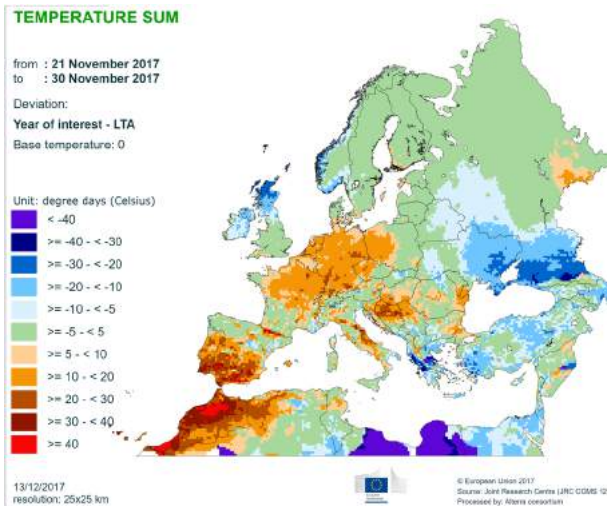 TEMPERATURE SUM
from : 21 November 2017
to : 30 November 2017
Deviation:
Year of interest - LTA
Base temperature: 0
Unit: degree days (Celsius)
< -40
>= -40 - < -30
>= -30 - < -20
>= -20 - < -10
>= -10 - < -5
>= -5 - < 5
>= 5 - < 10
>= 10 - < 20
>= 20 - < 30
>= 30 - < 40
>= 40
13/12/2017
resolution: 25x25 km
© European Union 2017
Source: Joint Research Centre (JRC COMS 12
Processed by: Alterra consortium